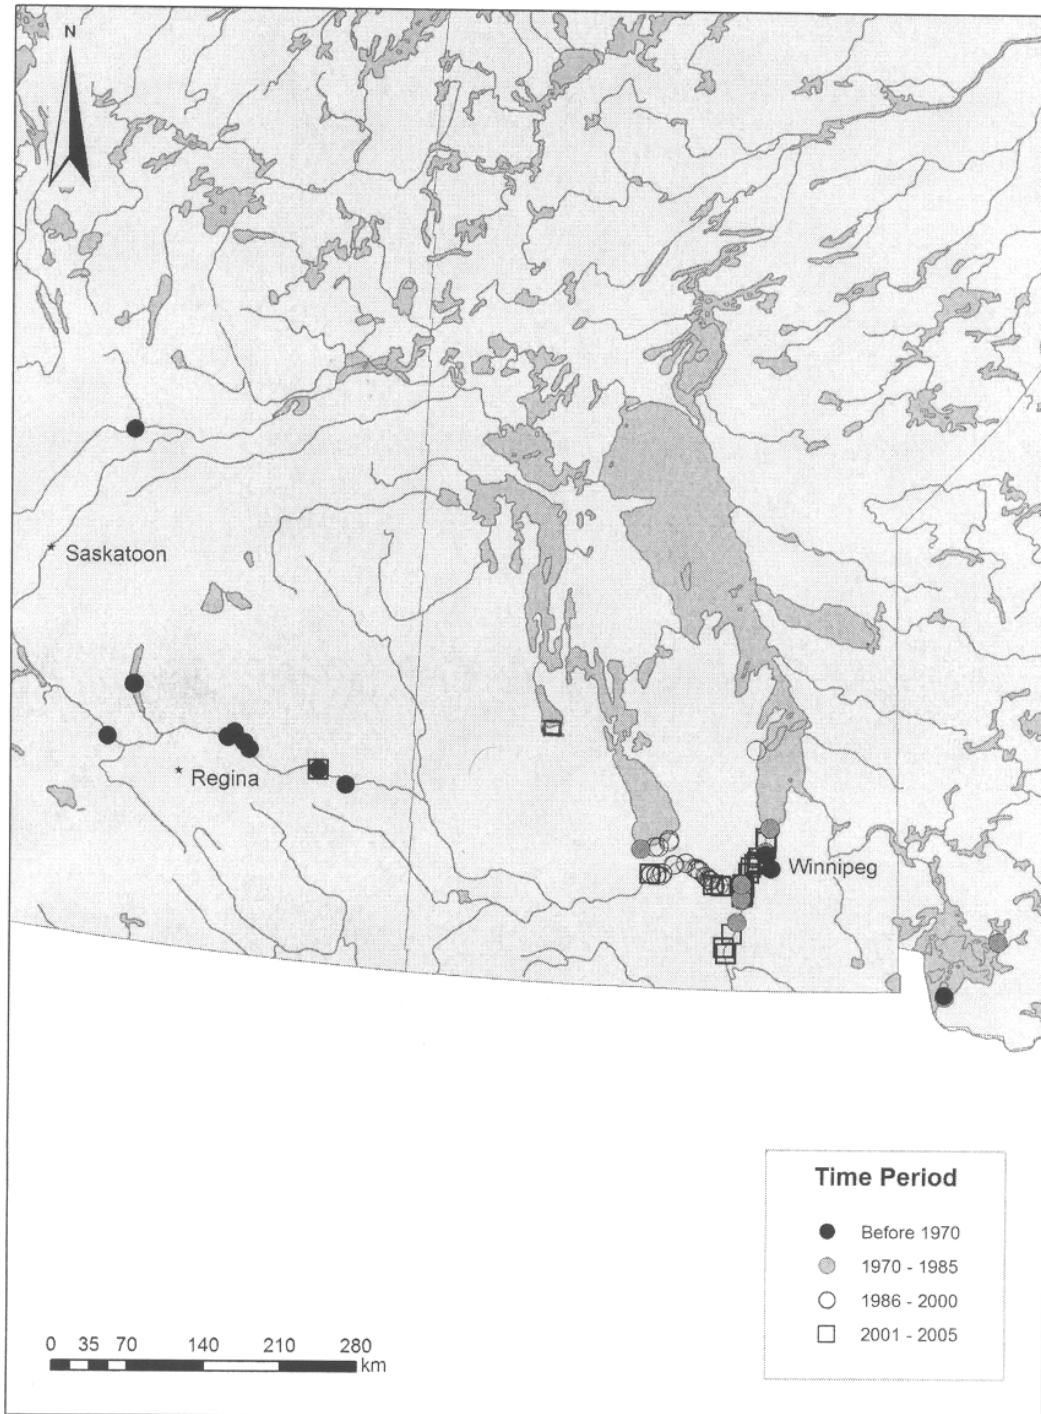 N
Saskatoon
Regina
Winnipeg
Time Period
Before 1970
1970 - 1985
1986 - 2000
2001 - 2005
0 35 70 140 210 280
km